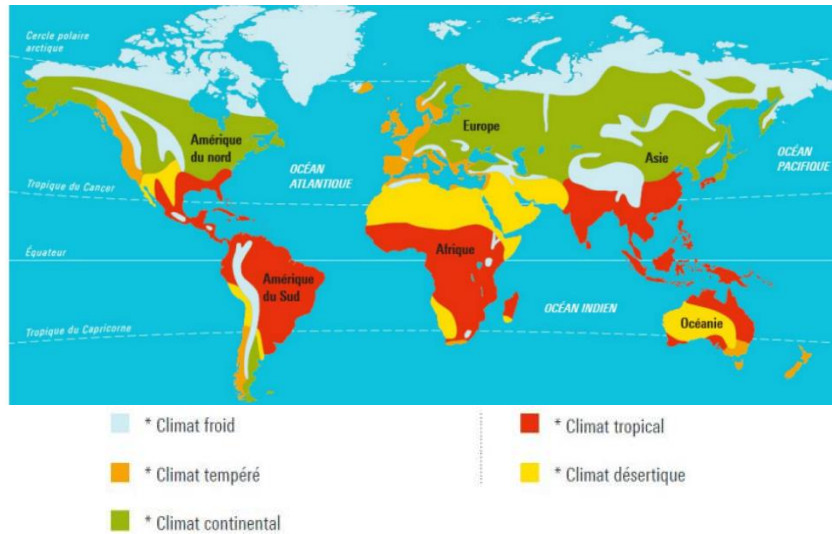 Cercle polaire
arctique
Amérique
du nord
Europe
Asie
OCÉAN
PACIFIQUE
OCÉAN
ATLANTIQUE
Tropique du Cancer
Équateur
Afrique
Amérique
du Sud
OCÉAN INDIEN
Océanie
Tropique du Capricorne
* Climat froid
* Climat tempéré
* Climat continental
* Climat tropical
* Climat désertique